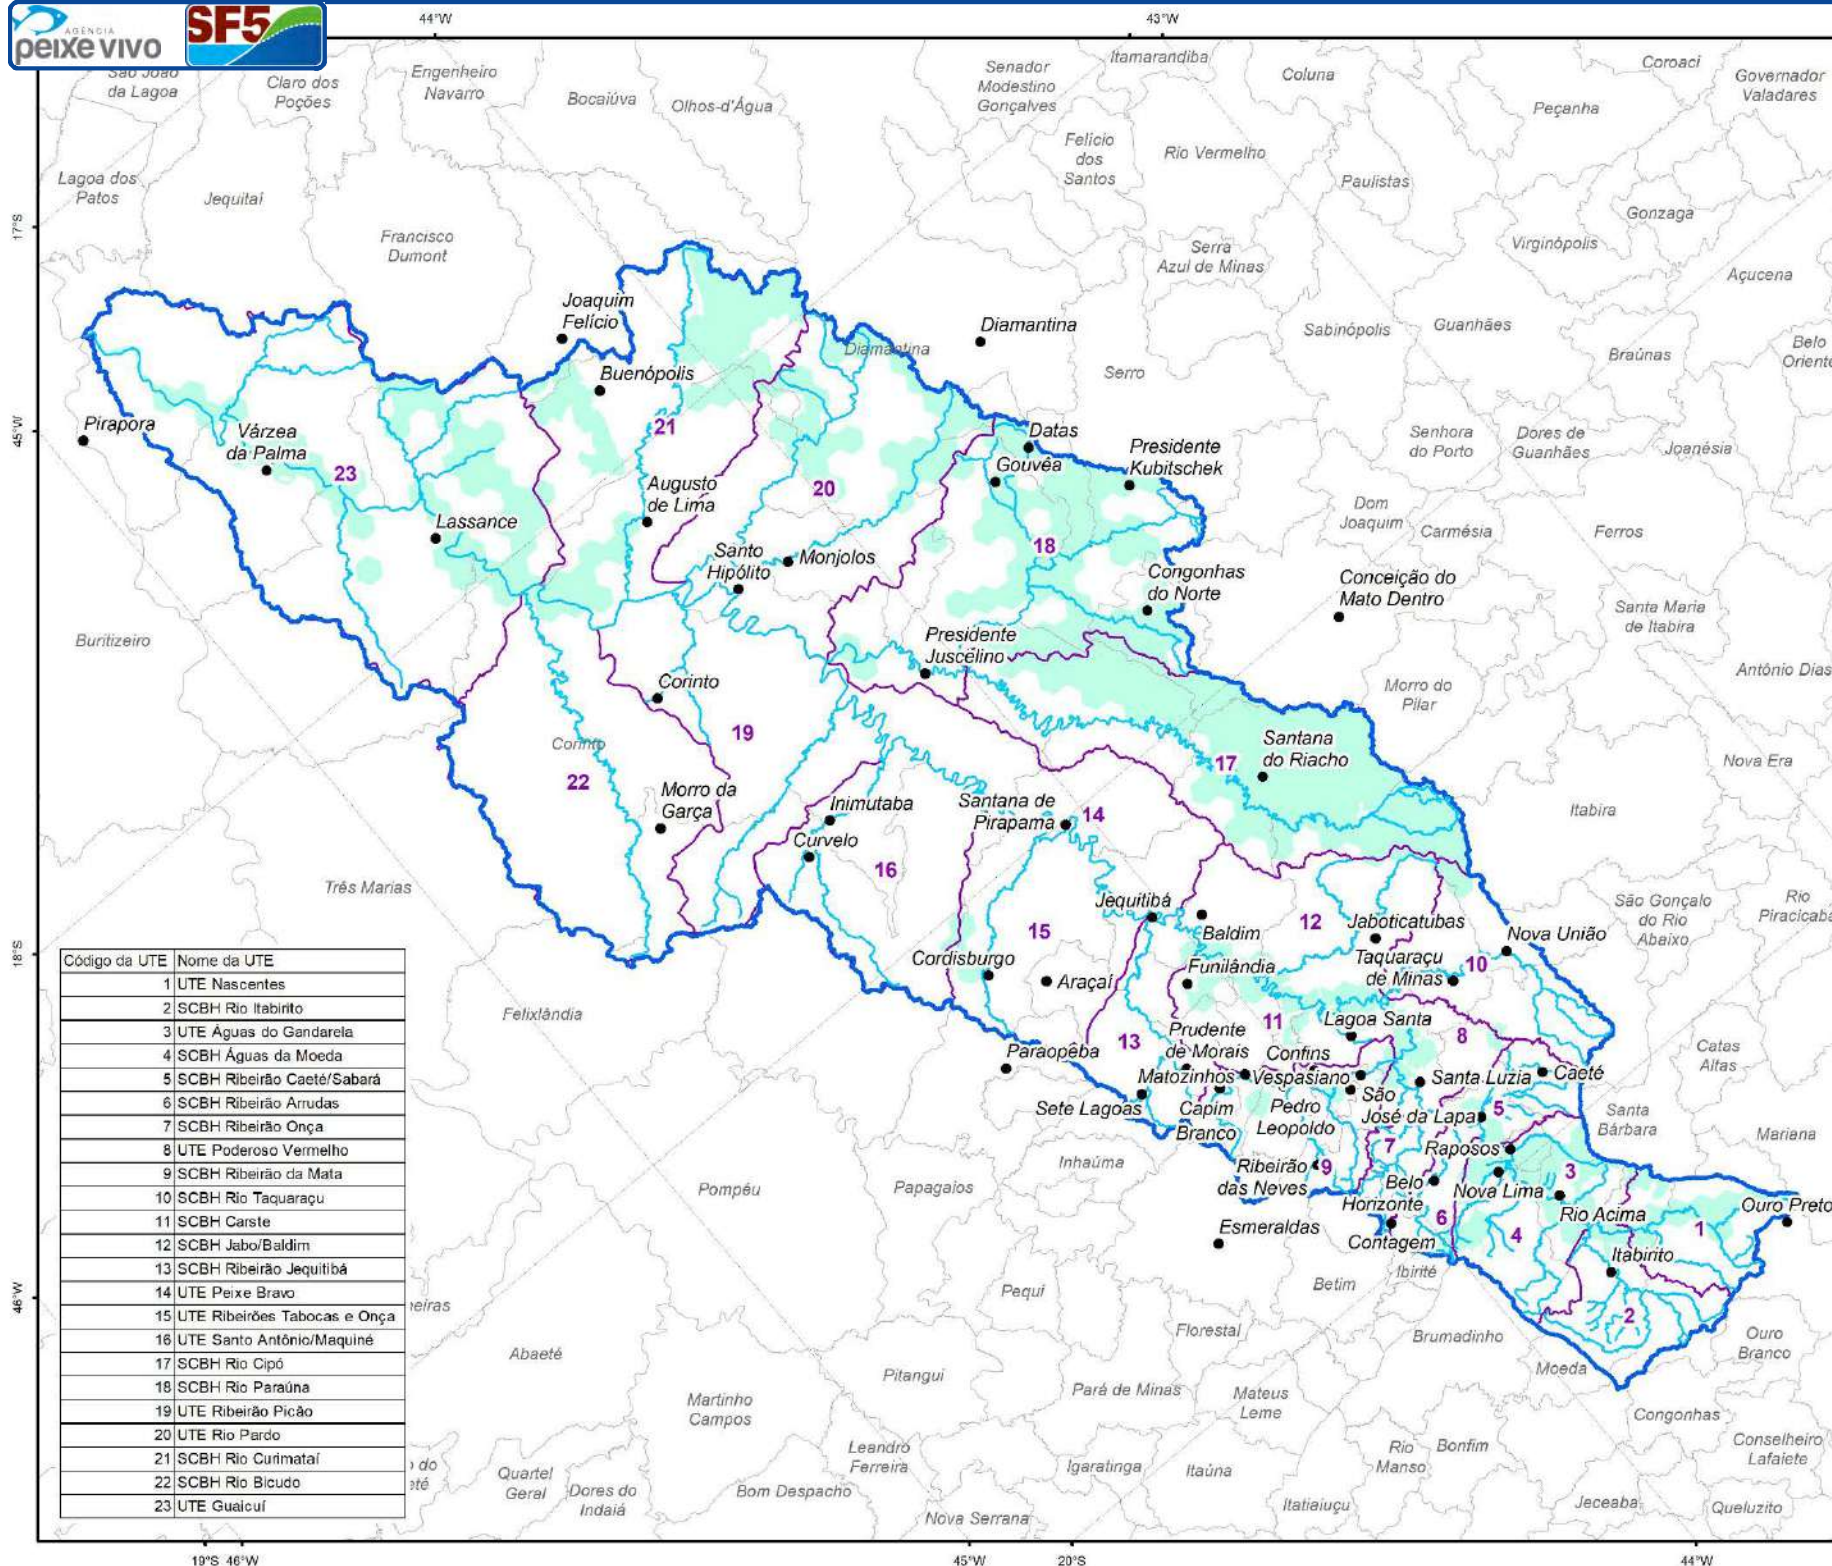 AGÊNCIA
peixe vivo
SF5
44°W
43°W
São João
da Lagoa
Claro dos
Poções
Engenheiro
Navarro
Bocaiúva
Olhos-d'Água
Senador
Modestino
Gonçalves
Itamarandiba
Coluna
Coroaci
Governador
Valadares
Peçanha
Felício
dos
Santos
Rio Vermelho
Paulistas
Lagoa dos
Patos
Jequitaí
Gonzaga
17°S
Francisco
Dumont
Serra
Azul de Minas
Virginópolis
Açucena
Joaquim
Felício
Diamantina
Diamantina
Sabinópolis
Guanhães
Braúnas
Belo
Oriente
Serro
Buenópolis
Pirapora
45°W
Várzea
da Palma
21
Datas
Presidente
Kubitschek
Senhora
do Porto
Dores de
Guanhães
Joanésia
23
Gouvêa
20
Augusto
de Lima
Lassance
Dom
Joaquim
Carmésia
Ferros
18
Santo
Hipólito
Monjolos
Congonhas
do Norte
Conceição do
Mato Dentro
Santa Maria
de Itabira
Buritizeiro
Presidente
Juscelino
Antônio Dias
Corinto
Morro do
Pilar
Corinto
19
Santana
do Riacho
17
Nova Era
22
Morro da
Garça
Inimutaba
Santana de
Pirapama
14
Itabira
Curvelo
16
Três Marias
Jequitibá
Jaboticatubas
12
São Gonçalo
do Rio
Abaixo
Rio
Piracicaba
15
Baldim
Nova União
18°S
Cordisburgo
Araçaí
Funilândia
Taquaraçu
de Minas
10
Felixlândia
11
Lagoa Santa
8
13
Prudente
de Morais
Confins
Paraopeba
Catas
Altas
Matozinhos
Vespasiano
Santa Luzia
Caeté
Sete Lagoas
Capim
Branco
Pedro
Leopoldo
São
José da Lapa
5
Santa
Bárbara
Mariana
7
Raposos
Inhaúma
Ribeirão
das Neves
9
3
Pompéu
Papagaios
Belo
Horizonte
Nova Lima
Rio Acima
Ouro Preto
Esmeraldas
Contagem
6
4
1
Itabirito
Ibirité
Betim
Pequi
46°W
2
Florestal
Brumadinho
Ouro
Branco
Abaeté
Pitangui
Pará de Minas
Mateus
Leme
Moeda
Martinho
Campos
Congonhas
Conselheiro
Lafaiete
Leandro
Ferreira
Igaratinga
Itaúna
Rio
Manso
Bonfim
Quartel
Geral
Dores do
Indaiá
Bom Despacho
Nova Serrana
Itatiaiuçu
Jeceaba
Queluzito
Código da UTE Nome da UTE
1 UTE Nascentes
2 SCBH Rio Itabirito
3 UTE Águas do Gandarela
4 SCBH Águas da Moeda
5 SCBH Ribeirão Caeté/Sabará
6 SCBH Ribeirão Arrudas
7 SCBH Ribeirão Onça
8 UTE Poderoso Vermelho
9 SCBH Ribeirão da Mata
10 SCBH Rio Taquaraçu
11 SCBH Carste
12 SCBH Jabo/Baldim
13 SCBH Ribeirão Jequitibá
14 UTE Peixe Bravo
15 UTE Ribeirões Tabocas e Onça
16 UTE Santo Antônio/Maquiné
17 SCBH Rio Cipó
18 SCBH Rio Paraúna
19 UTE Ribeirão Picão
20 UTE Rio Pardo
21 SCBH Rio Curimataí
22 SCBH Rio Bicudo
23 UTE Guaicuí
19°S 46°W
45°W
20°S
44°W